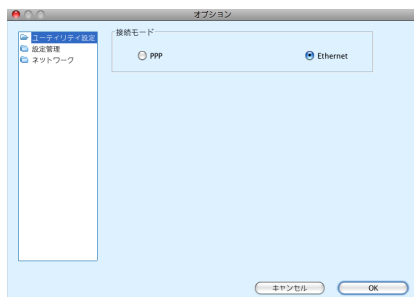 オプション
ユーティリティ設定
設定管理
ネットワーク
接続モード
PPP
Ethernet
キャンセル
OK